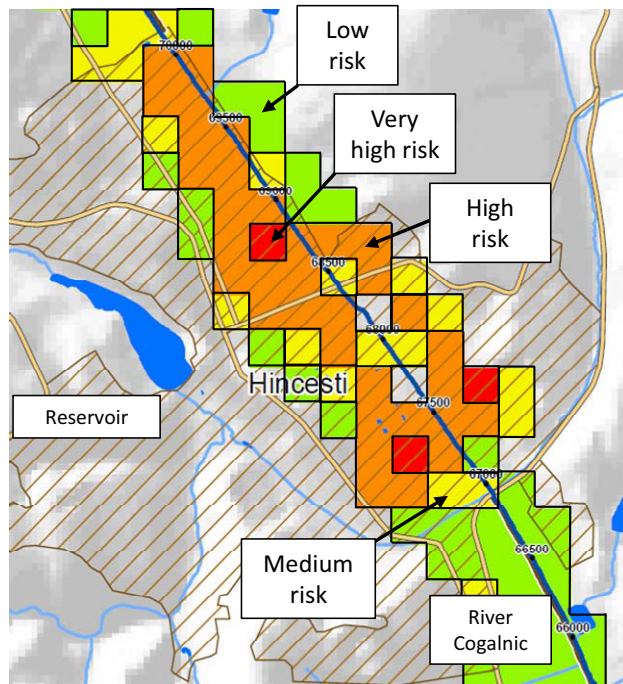 70000
Low
risk
69500
Very
high risk
69000
High
risk
68500
68000
Hincesti
67500
Reservoir
67000
Medium
risk
66500
River
Cogalnic
66000